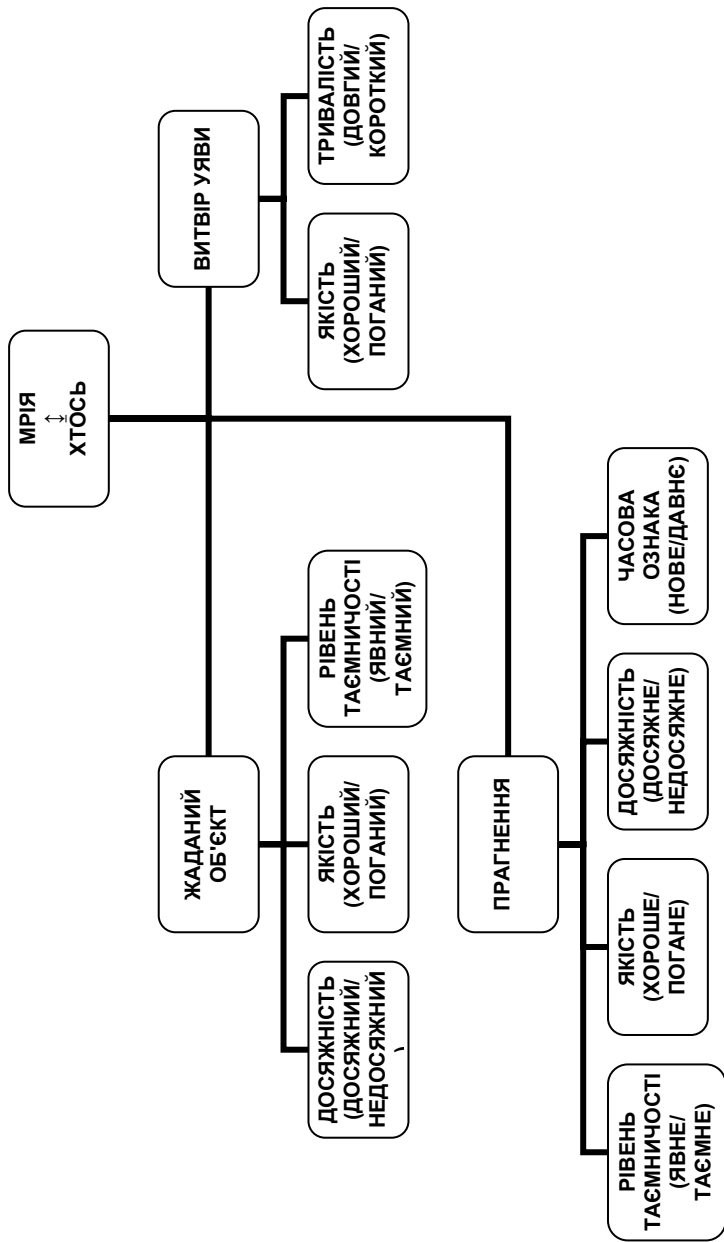 МРІЯ
↔
ХТОСЬ
ЖАДАНИЙ
ОБ'ЄКТ
ВИТВІР УЯВИ
ДОСЯЖНІСТЬ
(ДОСЯЖНИЙ/
НЕДОСЯЖНИЙ
)
ЯКІСТЬ
(ХОРОШИЙ/
ПОГАНИЙ)
РІВЕНЬ
ТАЄМНИЧОСТІ
(ЯВНИЙ/
ТАЄМНИЙ)
ЯКІСТЬ
(ХОРОШИЙ/
ПОГАНИЙ)
ТРИВАЛІСТЬ
(ДОВГИЙ/
КОРОТКИЙ)
ПРАГНЕННЯ
РІВЕНЬ
ТАЄМНИЧОСТІ
(ЯВНЕ/
ТАЄМНЕ)
ЯКІСТЬ
(ХОРОШЕ/
ПОГАНЕ)
ДОСЯЖНІСТЬ
(ДОСЯЖНЕ/
НЕДОСЯЖНЕ)
ЧАСОВА
ОЗНАКА
(НОВЕ/ДАВНЄ)